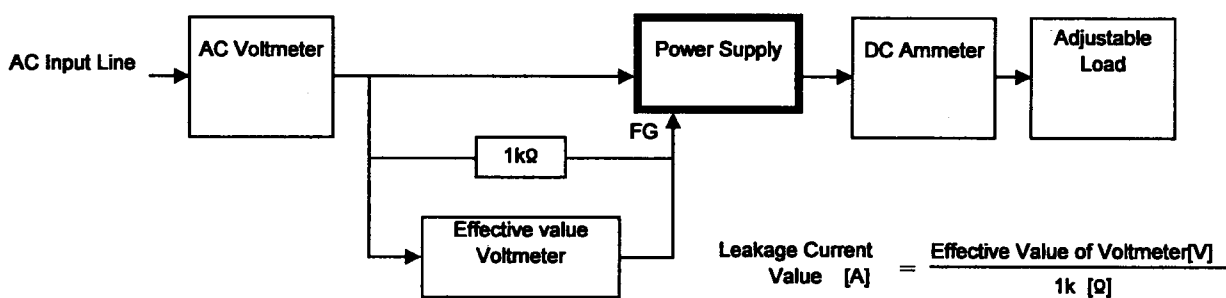 AC Input Line
AC Voltmeter
Power Supply
DC Ammeter
Adjustable
Load
FG
1kΩ
Effective value
Voltmeter
Leakage Current
Value [A]
=
Effective Value of Voltmeter[V]
1k [Ω]